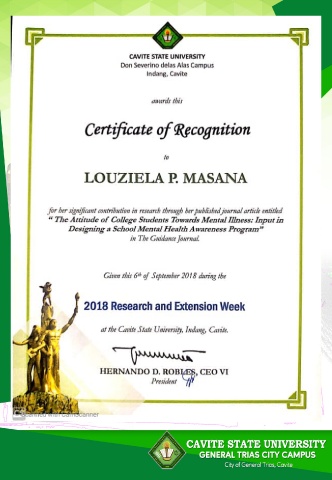 CAVITE STATE UNIVERSITY
Don Severino delas Alas Campus
Indang, Cavite
awards this
Certificate of Recognition
to
LOUZIELA P. MASANA
for her significant contribution in research through her published journal article entitled
“ The Attitude of College Students Towards Mental Illness: Input in
Designing a School Mental Health Awareness Program”
in The Guidance Journal.
Given this 6th of September 2018 during the
2018 Research and Extension Week
at the Cavite State University, Indang, Cavite.
HERNANDO D. ROBLES, CEO VI
President
Scanned with CamScanner
CAVITE STATE UNIVERSITY
GENERAL TRIAS CITY CAMPUS
City of General Trias, Cavite